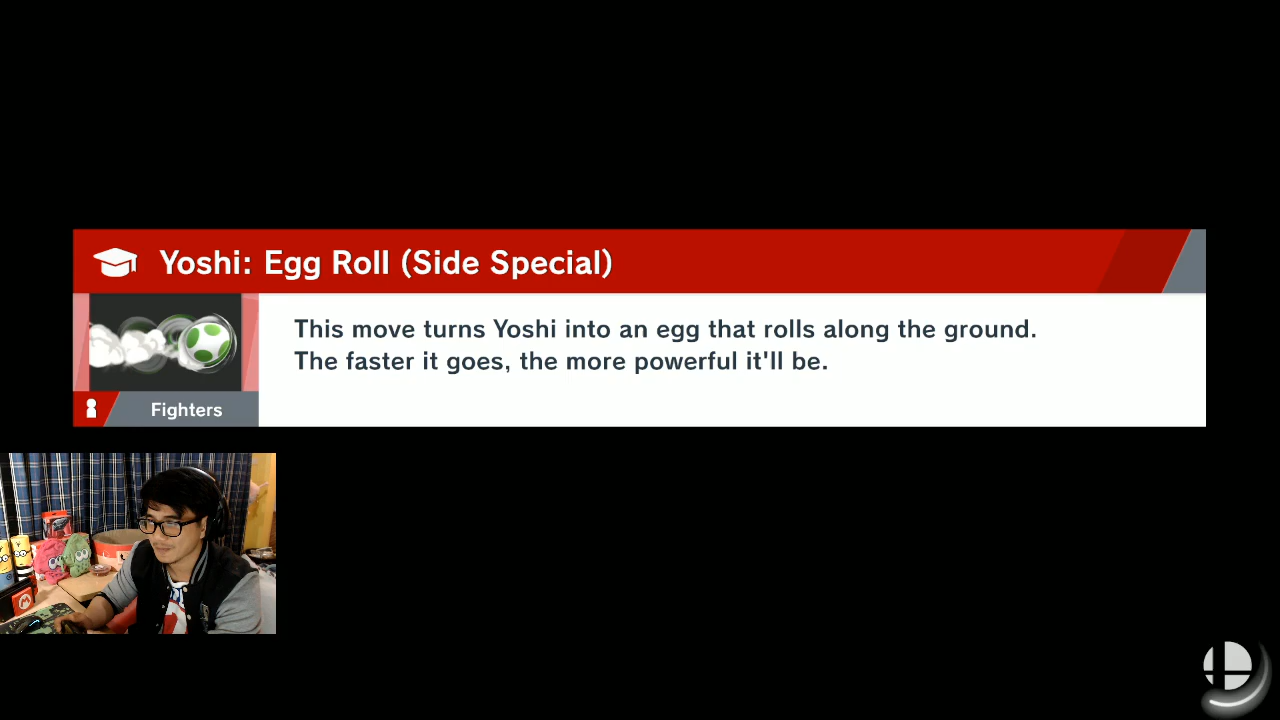 Yoshi: Egg Roll (Side Special)
This move turns Yoshi into an egg that rolls along the ground.
The faster it goes, the more powerful it'll be.
Fighters